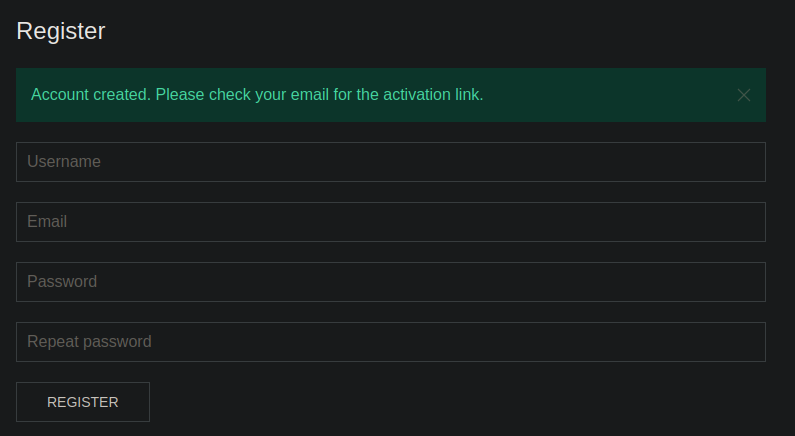 Register
Account created. Please check your email for the activation link.
Username
Email
Password
Repeat password
REGISTER